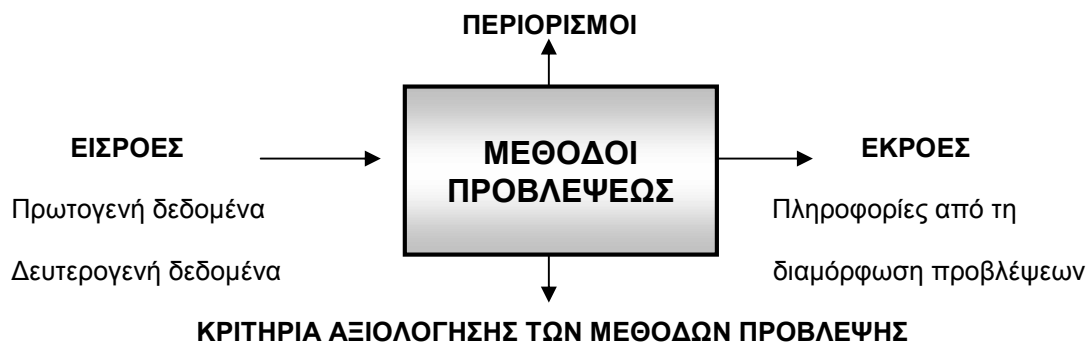 ΠΕΡΙΟΡΙΣΜΟΙ
ΕΙΣΡΟΕΣ
ΜΕΘΟΔΟΙ
ΠΡΟΒΛΕΨΕΩΣ
ΕΚΡΟΕΣ
Πρωτογενή δεδομένα
Δευτερογενή δεδομένα
Πληροφορίες από τη
διαμόρφωση προβλέψεων
ΚΡΙΤΗΡΙΑ ΑΞΙΟΛΟΓΗΣΗΣ ΤΩΝ ΜΕΘΟΔΩΝ ΠΡΟΒΛΕΨΗΣ